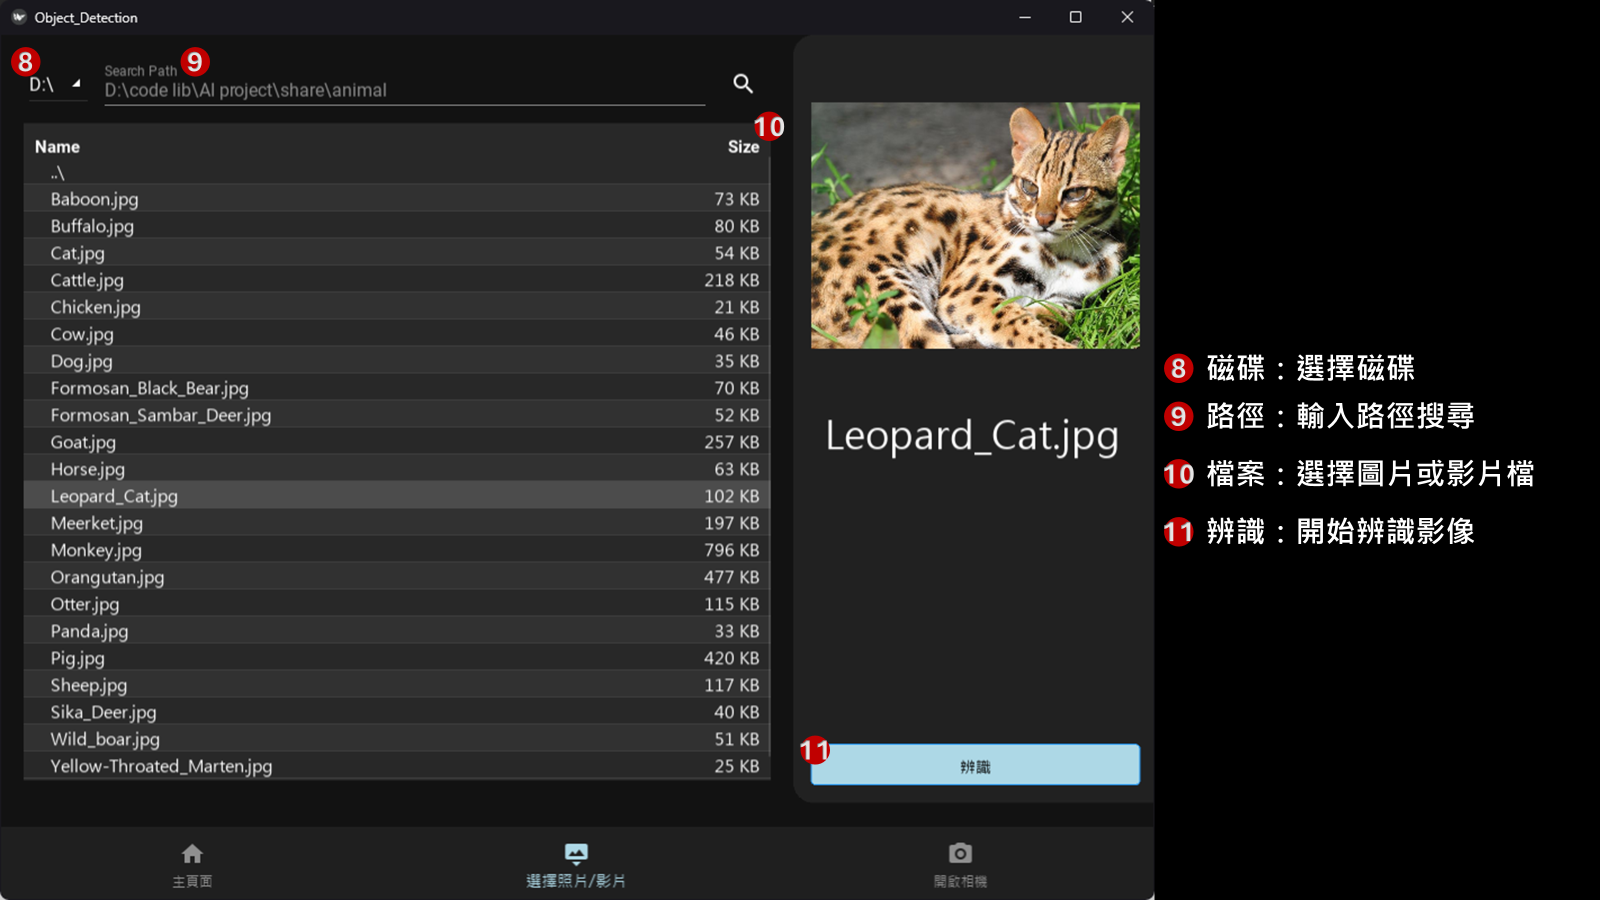 Object_Detection
8
9
D:\
Search Path
D:\code lib\AI project\share\animal
10
Name Size
..\
Baboon.jpg 73 KB
Buffalo.jpg 80 KB
Cat.jpg 54 KB
Cattle.jpg 218 KB
Chicken.jpg 21 KB
Cow.jpg 46 KB
Dog.jpg 35 KB
Formosan_Black_Bear.jpg 70 KB
Formosan_Sambar_Deer.jpg 52 KB
Goat.jpg 257 KB
Horse.jpg 63 KB
Leopard_Cat.jpg 102 KB
Meerket.jpg 197 KB
Monkey.jpg 796 KB
Orangutan.jpg 477 KB
Otter.jpg 115 KB
Panda.jpg 33 KB
Pig.jpg 420 KB
Sheep.jpg 117 KB
Sika_Deer.jpg 40 KB
Wild_boar.jpg 51 KB
Yellow-Throated_Marten.jpg 25 KB
Leopard_Cat.jpg
11
辨識
主頁面
選擇照片/影片
開啟相機
8 磁碟：選擇磁碟
9 路徑：輸入路徑搜尋
10 檔案：選擇圖片或影片檔
11 辨識：開始辨識影像